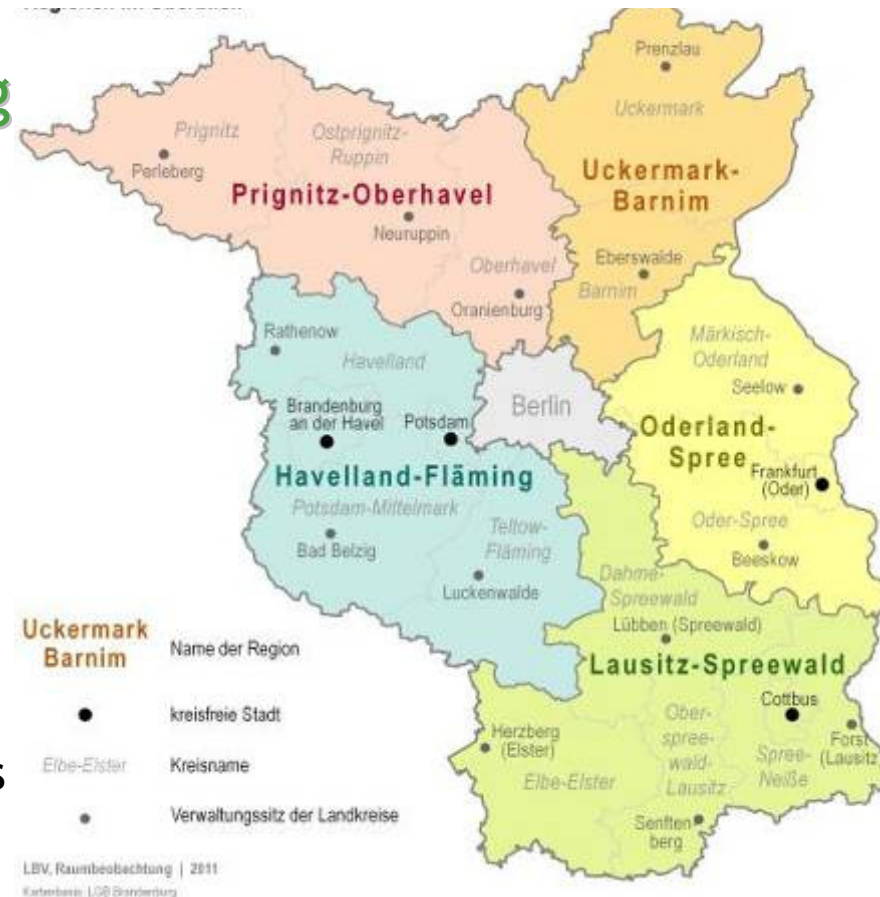 g
Prenzlau
Uckermark
Prignitz
Ostprignitz-
Ruppin
Perleberg
Uckermark-
Barnim
Prignitz-Oberhavel
Neuruppin
Eberswalde
Oberhavel
Barnim
Oranienburg
Rathenow
Havelland
Märkisch-
Oderland
Seelow
Berlin
Brandenburg
an der Havel
Potsdam
Oderland-
Spree
Frankfurt
(Oder)
Havelland-Fläming
Potsdam-Mittelmark
Teltow-
Fläming
Oder-Spree
Bad Belzig
Beeskow
Luckenwalde
Dahme-
Spreewald
Lübben (Spreewald)
Lausitz-Spreewald
Cottbus
Herzberg
(Elster)
Ober-
spree-
wald-
Lausitz
Forst
(Lausitz
Spree-
Neiße
Elbe-Elster
Senften
berg
Uckermark
Barnim
Name der Region
kreisfreie Stadt
s
Elbe-Elster
Kreisname
Verwaltungssitz der Landkreise
LBV, Raumbeobachtung | 2011
Kartenbasis: LGB Brandenburg